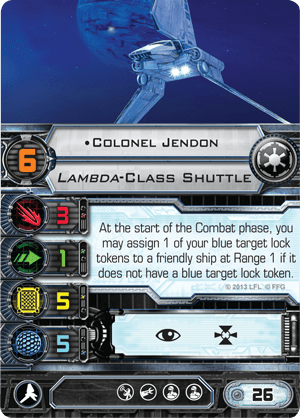 •Colonel Jendon
6
Lambda-Class Shuttle
3
1
5
5
At the start of the Combat phase, you
may assign 1 of your blue target lock
tokens to a friendly ship at Range 1 if it
does not have a blue target lock token.
© 2013 LFL © FFG
26